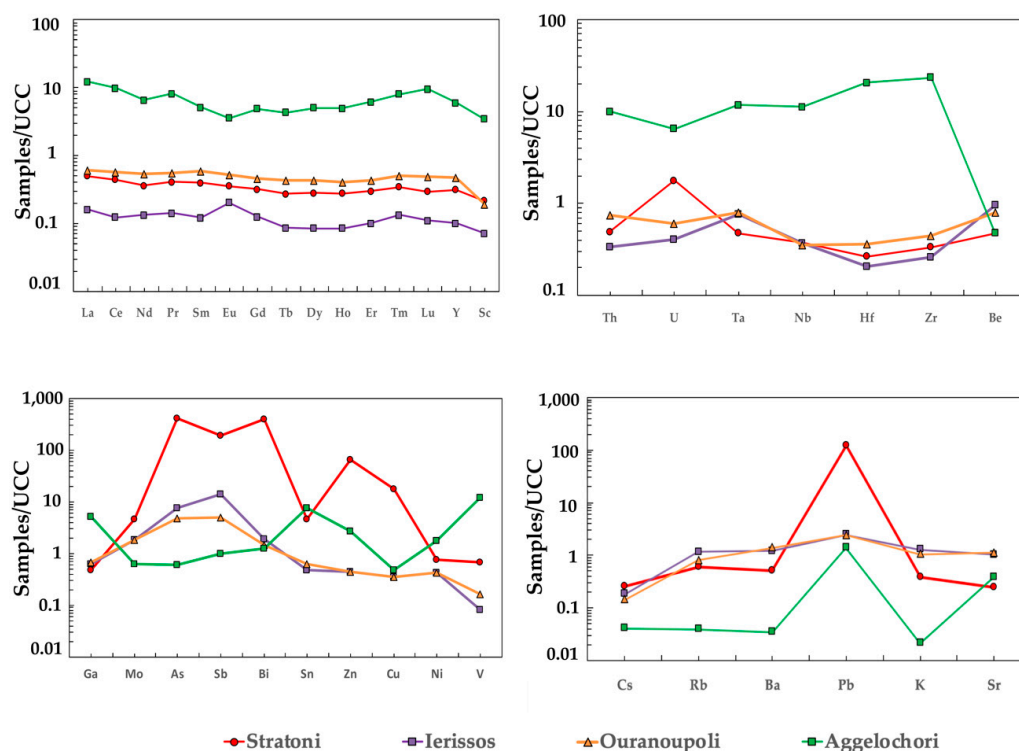 100
10
1
0.1
0.01
Samples/UCC
La Ce Nd Pr Sm Eu Gd Tb Dy Ho Er Tm Lu Y Sc
100
10
1
0.1
Samples/UCC
Th U Ta Nb Hf Zr Be
1,000
100
10
1
0.1
0.01
Samples/UCC
Ga Mo As Sb Bi Sn Zn Cu Ni V
1,000
100
10
1
0.1
0.01
Samples/UCC
Cs Rb Ba Pb K Sr
Stratoni Ierissos Ouranoupoli Aggelochori